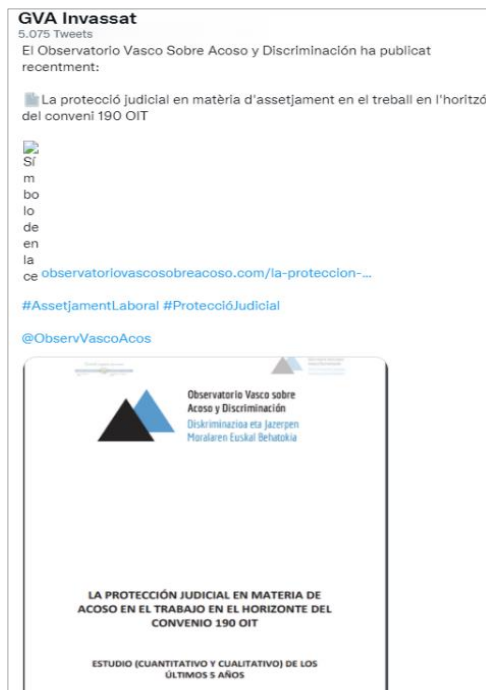 GVA Invassat
5.075 Tweets
El Observatorio Vasco Sobre Acoso y Discriminación ha publicat
recentment:
La protecció judicial en matèria d'assetjament en el treball en l'horitzó
del conveni 190 OIT
Sí
m
bo
lo
de
en
la
ce observatoriovascosobreacoso.com/la-proteccion-...
#AssetjamentLaboral #ProteccióJudicial
@ObservVascoAcos
Observatorio Vasco sobre
Acoso y Discriminación
Diskriminazioa eta Jazerpen
Moralaren Euskal Behatokia
LA PROTECCIÓN JUDICIAL EN MATERIA DE
ACOSO EN EL TRABAJO EN EL HORIZONTE DEL
CONVENIO 190 OIT
ESTUDIO (CUANTITATIVO Y CUALITATIVO) DE LOS
ÚLTIMOS 5 AÑOS